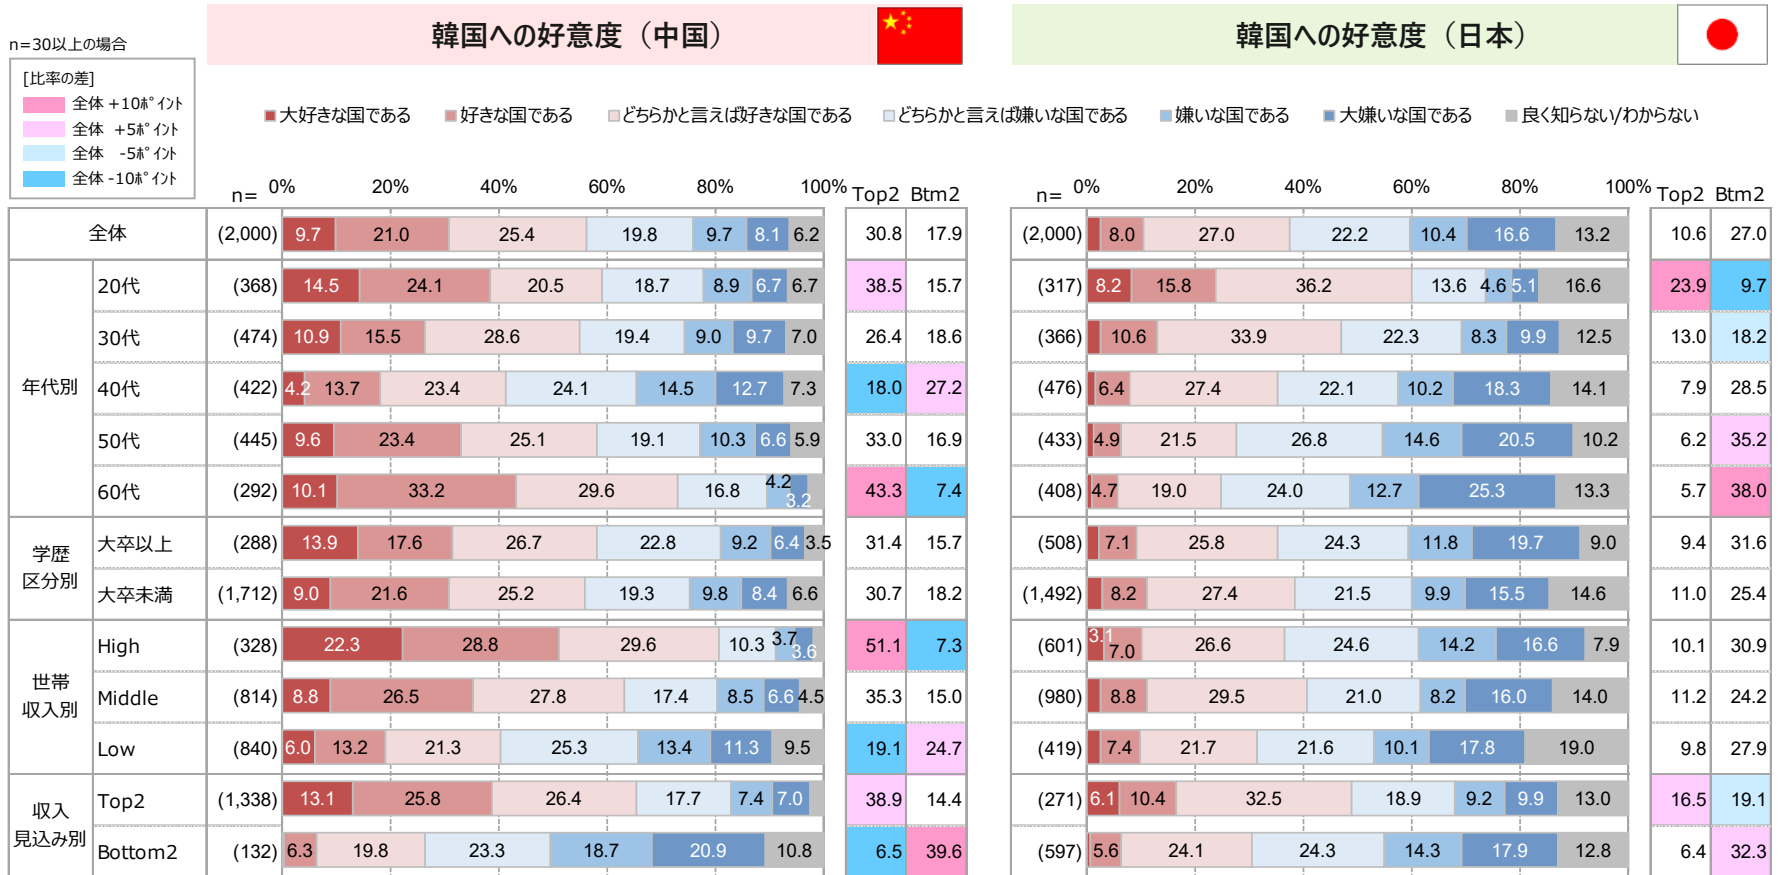 韓国への好意度（中国）
韓国への好意度（日本）
n=30以上の場合
[比率の差]
全体 +10ﾎﾟｲﾝﾄ
全体 +5ﾎﾟｲﾝﾄ
全体 -5ﾎﾟｲﾝﾄ
全体 -10ﾎﾟｲﾝﾄ
大好きな国である 好きな国である どちらかと言えば好きな国である どちらかと言えば嫌いな国である 嫌いな国である 大嫌いな国である 良く知らない/わからない
n= 0% 20% 40% 60% 80% 100% Top2 Btm2 n= 0% 20% 40% 60% 80% 100% Top2 Btm2
全体 (2,000) 9.7 21.0 25.4 19.8 9.7 8.1 6.2 30.8 17.9 (2,000) 8.0 27.0 22.2 10.4 16.6 13.2 10.6 27.0
年代別
20代 (368) 14.5 24.1 20.5 18.7 8.9 6.7 6.7 38.5 15.7 (317) 8.2 15.8 36.2 13.6 4.6 5.1 16.6 23.9 9.7
30代 (474) 10.9 15.5 28.6 19.4 9.0 9.7 7.0 26.4 18.6 (366) 10.6 33.9 22.3 8.3 9.9 12.5 13.0 18.2
40代 (422) 4.2 13.7 23.4 24.1 14.5 12.7 7.3 18.0 27.2 (476) 6.4 27.4 22.1 10.2 18.3 14.1 7.9 28.5
50代 (445) 9.6 23.4 25.1 19.1 10.3 6.6 5.9 33.0 16.9 (433) 4.9 21.5 26.8 14.6 20.5 10.2 6.2 35.2
60代 (292) 10.1 33.2 29.6 16.8 4.2 3.2 43.3 7.4 (408) 4.7 19.0 24.0 12.7 25.3 13.3 5.7 38.0
学歴
区分別
大卒以上 (288) 13.9 17.6 26.7 22.8 9.2 6.4 3.5 31.4 15.7 (508) 7.1 25.8 24.3 11.8 19.7 9.0 9.4 31.6
大卒未満 (1,712) 9.0 21.6 25.2 19.3 9.8 8.4 6.6 30.7 18.2 (1,492) 8.2 27.4 21.5 9.9 15.5 14.6 11.0 25.4
世帯
収入別
High (328) 22.3 28.8 29.6 10.3 3.7 3.6 51.1 7.3 (601) 3.1 7.0 26.6 24.6 14.2 16.6 7.9 10.1 30.9
Middle (814) 8.8 26.5 27.8 17.4 8.5 6.6 4.5 35.3 15.0 (980) 8.8 29.5 21.0 8.2 16.0 14.0 11.2 24.2
Low (840) 6.0 13.2 21.3 25.3 13.4 11.3 9.5 19.1 24.7 (419) 7.4 21.7 21.6 10.1 17.8 19.0 9.8 27.9
収入
見込み別
Top2 (1,338) 13.1 25.8 26.4 17.7 7.4 7.0 38.9 14.4 (271) 6.1 10.4 32.5 18.9 9.2 9.9 13.0 16.5 19.1
Bottom2 (132) 6.3 19.8 23.3 18.7 20.9 10.8 6.5 39.6 (597) 5.6 24.1 24.3 14.3 17.9 12.8 6.4 32.3